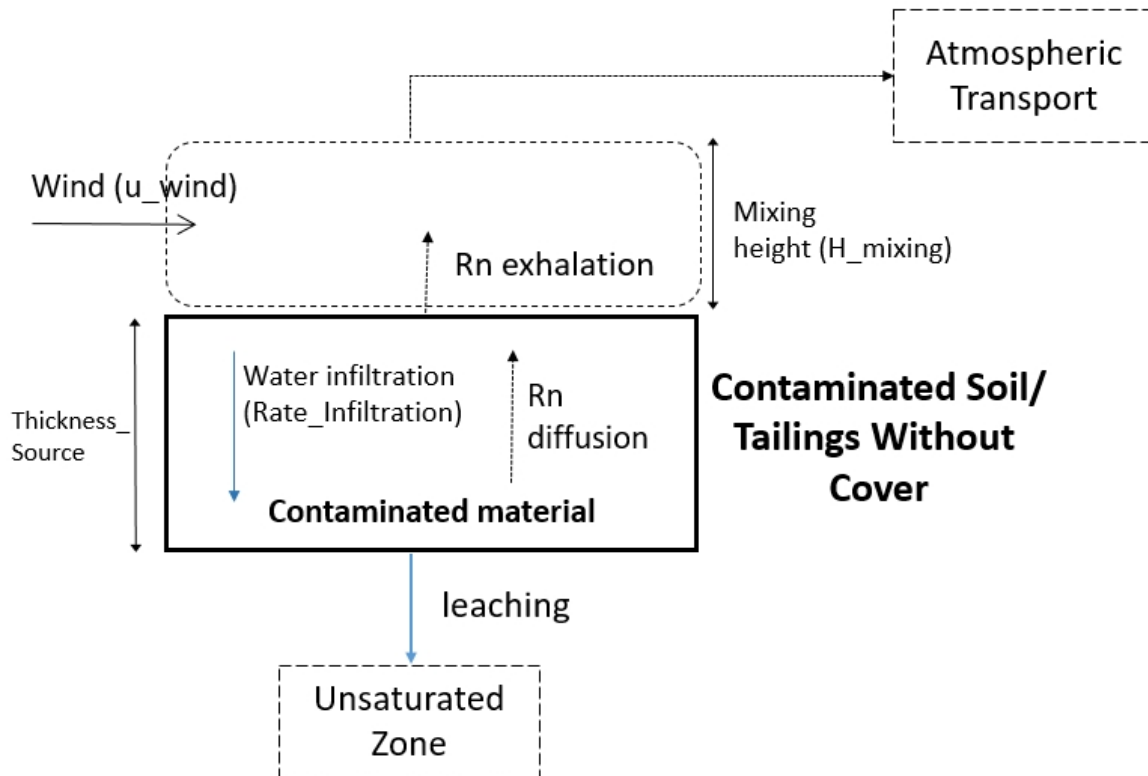 Atmospheric
Transport
Wind (u_wind)
Mixing
height (H_mixing)
Rn exhalation
Water infiltration
(Rate_Infiltration)
Rn
diffusion
Thickness_
Source
Contaminated Soil/
Tailings Without
Cover
Contaminated material
leaching
Unsaturated
Zone